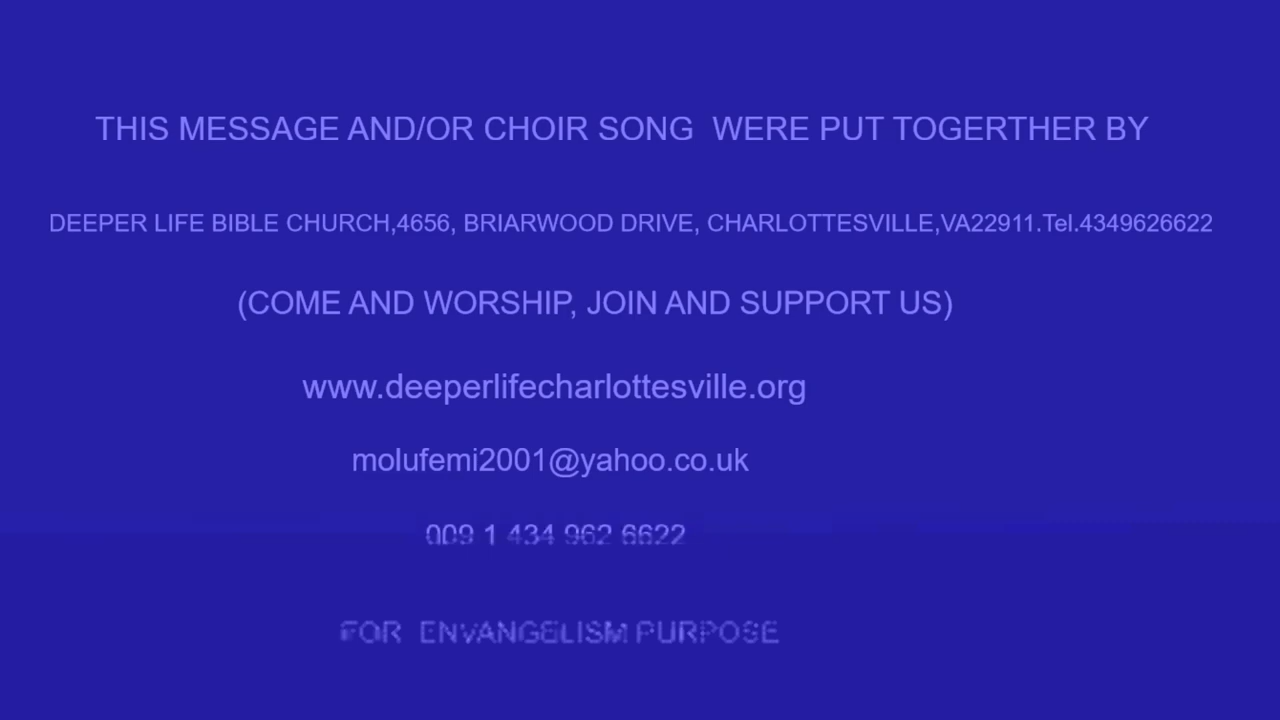 THIS MESSAGE AND/OR CHOIR SONG  WERE PUT TOGERTHER BY
DEEPER LIFE BIBLE CHURCH,4656, BRIARWOOD DRIVE, CHARLOTTESVILLE,VA22911.Tel.4349626622
(COME AND WORSHIP, JOIN AND SUPPORT US)
www.deeperlifecharlottesville.org
molufemi2001@yahoo.co.uk
009 1 434 962 6622
FOR  ENVANGELISM PURPOSE